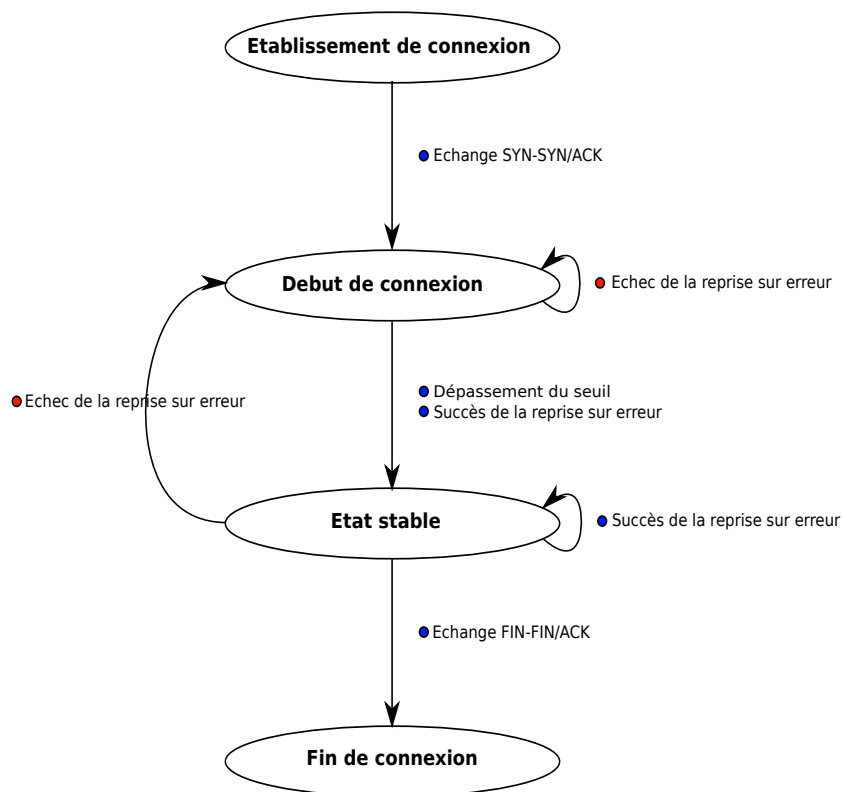 Etablissement de connexion
Echange SYN-SYN/ACK
Debut de connexion
Echec de la reprise sur erreur
Dépassement du seuil
Succès de la reprise sur erreur
Echec de la reprise sur erreur
Etat stable
Succès de la reprise sur erreur
Echange FIN-FIN/ACK
Fin de connexion